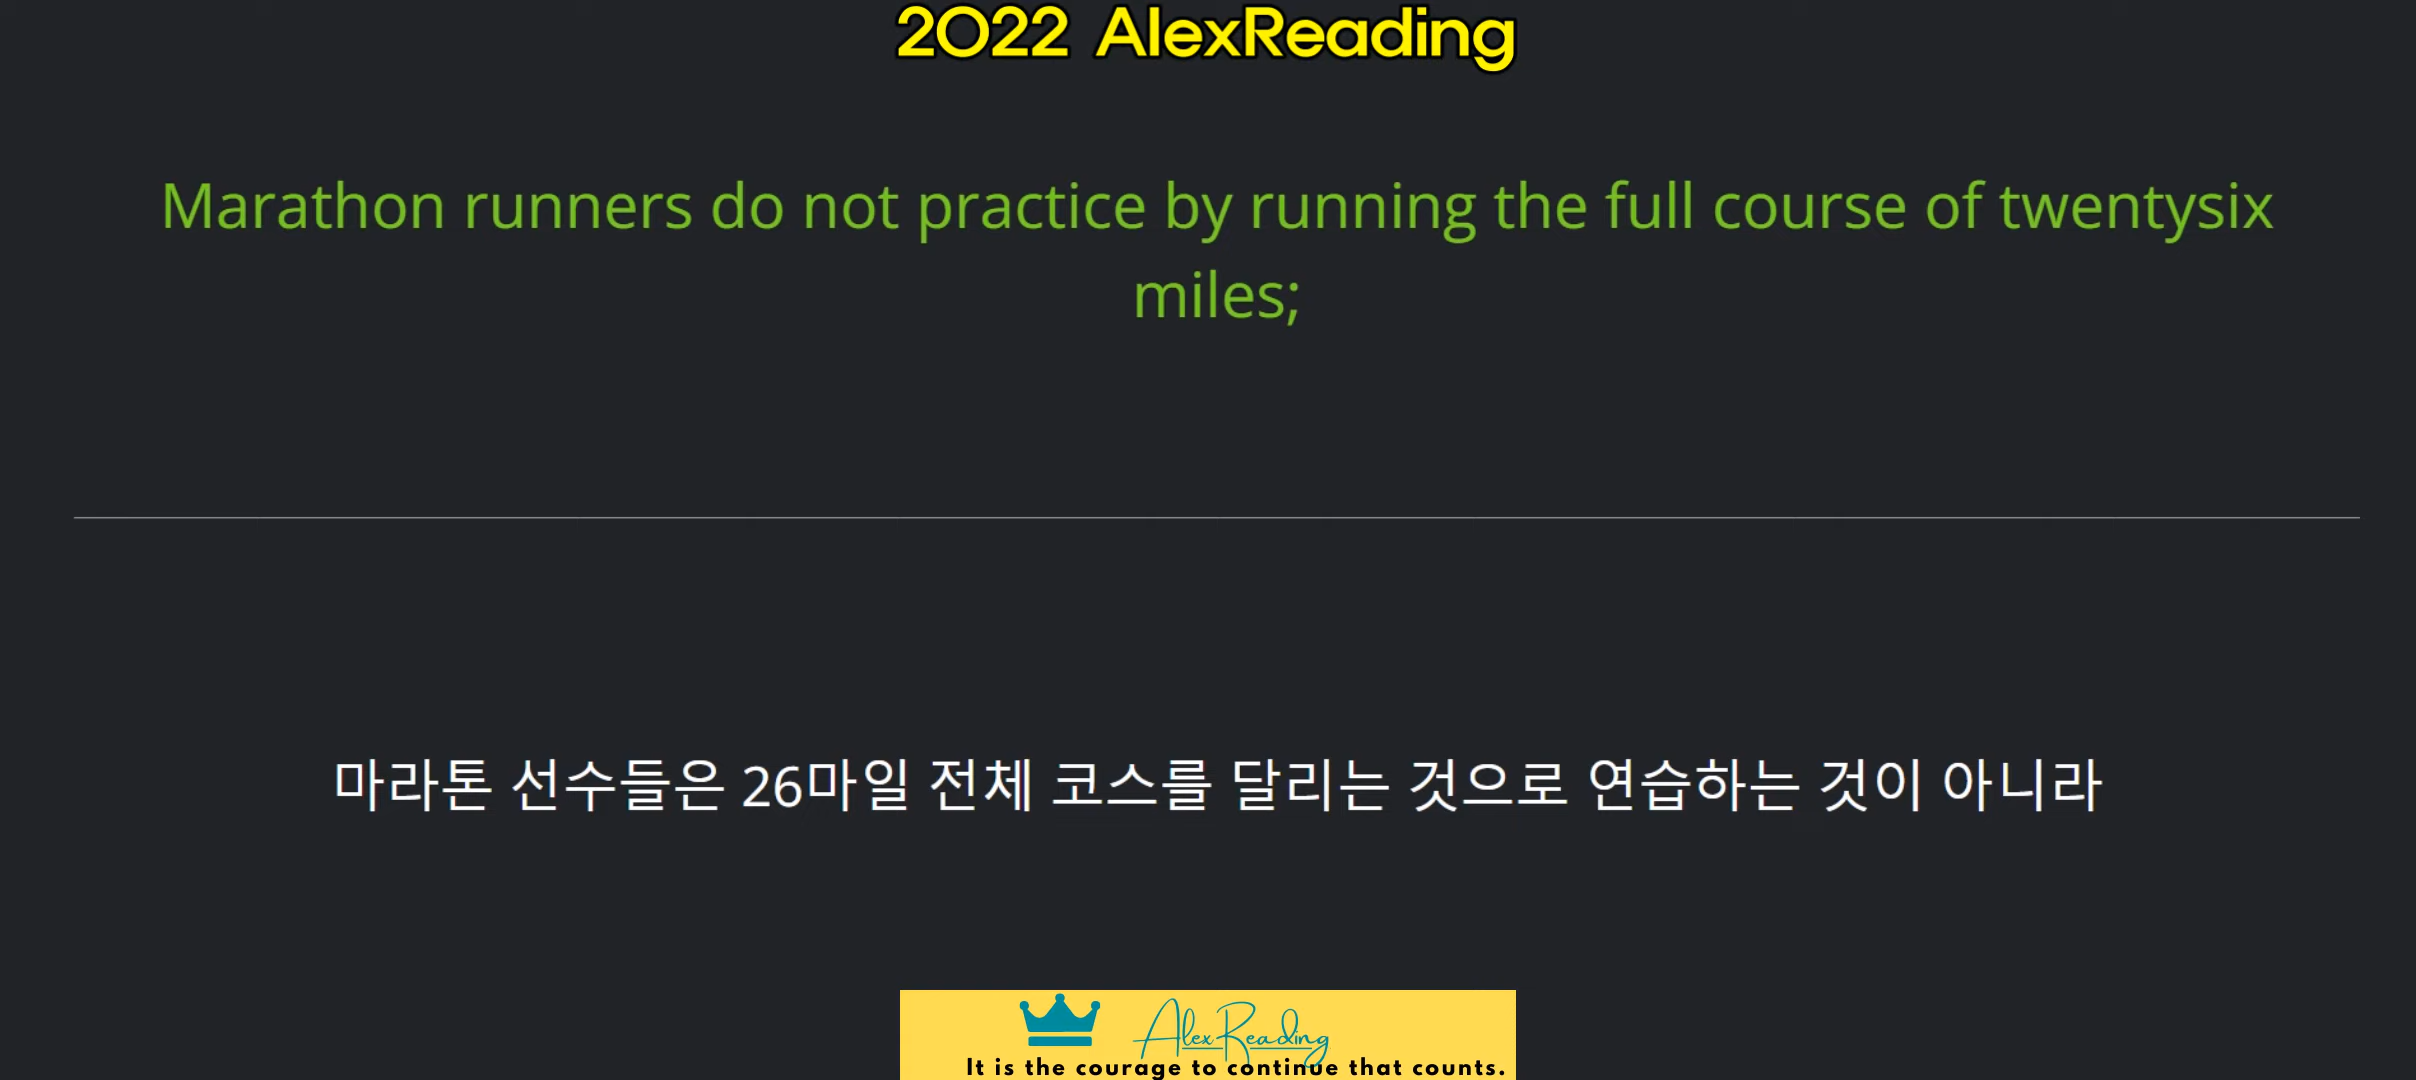 2022 AlexReading
Marathon runners do not practice by running the full course of twentysix
miles;
마라톤 선수들은 26마일 전체 코스를 달리는 것으로 연습하는 것이 아니라
AlexReading
It is the courage to continue that counts.